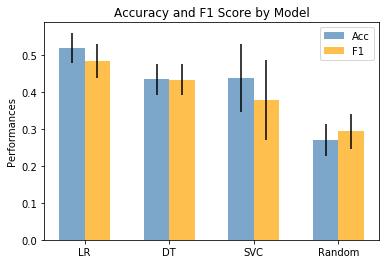 Accuracy and F1 Score by Model
Acc
F1
Performances
0.5
0.4
0.3
0.2
0.1
0.0
LR DT SVC Random